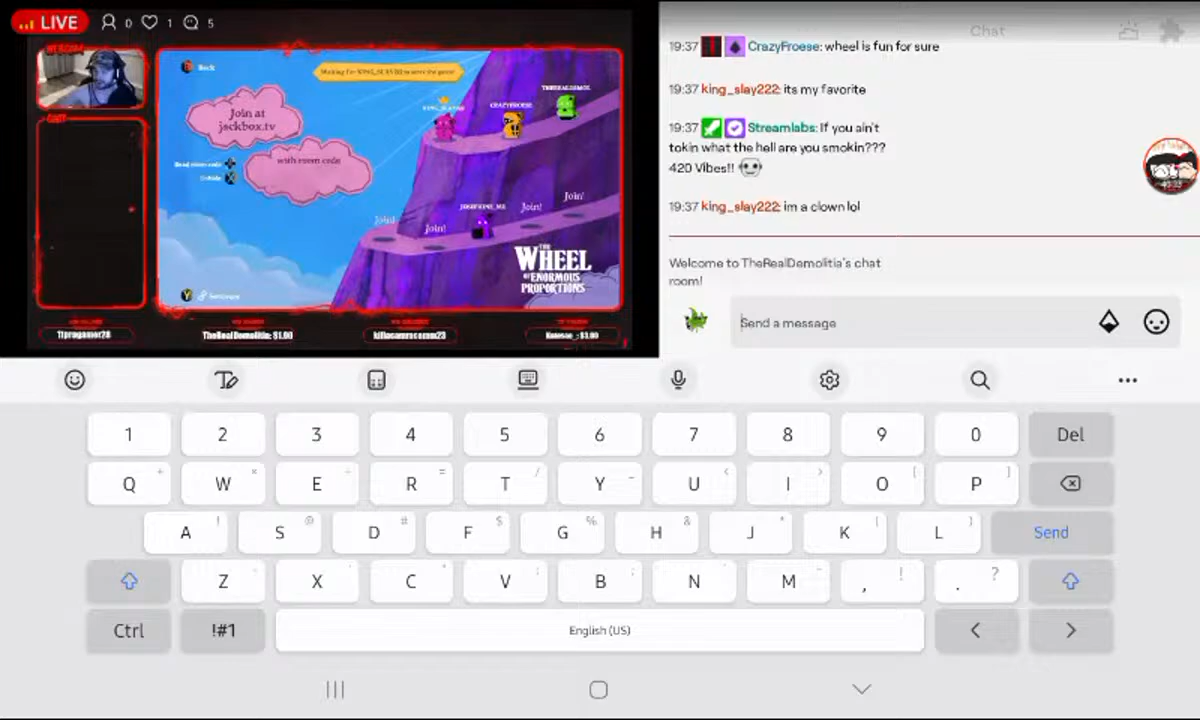 LIVE
0
1
5
Back
Join at
jackbox.tv
with room code
THE
WHEEL
OF ENORMOUS
PROPORTIONS
Join!
Join!
Join!
Join!
CRAZYFROESE
TheRealDemolitia: $1.00
Chat
19:37 CrazyFroese: wheel is fun for sure
19:37 king_slay222: its my favorite
19:37 Streamlabs: If you ain't
tokin what the hell are you smokin???
420 Vibes!!
19:37 king_slay222: im a clown lol
Welcome to TheRealDemolitia's chat
room!
Send a message
1 2 3 4 5 6 7 8 9 0 Del
Q W E R T Y U I O P
A S D F G H J K L Send
Z X C V B N M , ! . ?
Ctrl !#1 English (US) < >